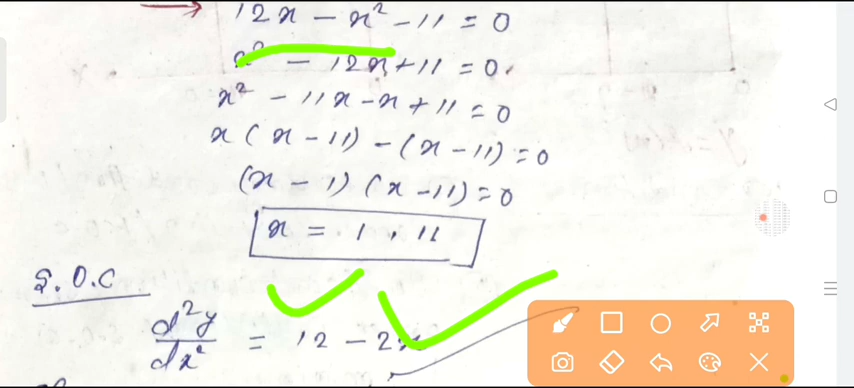 12x - x² - 11 = 0
x² - 12x + 11 = 0
x² - 11x - x + 11 = 0
x (x - 11) - (x - 11) = 0
(x - 1) (x - 11) = 0
x = 1, 11
S.O.C
d²y/dx² = 12 - 2x